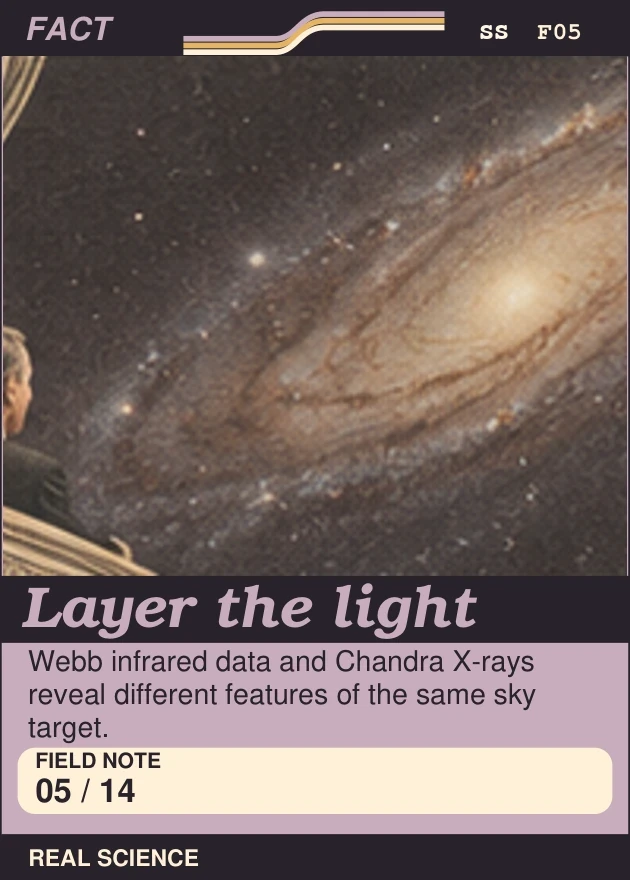 FACT
SS F05
Layer the light
Webb infrared data and Chandra X-rays
reveal different features of the same sky
target.
FIELD NOTE
05 / 14
REAL SCIENCE